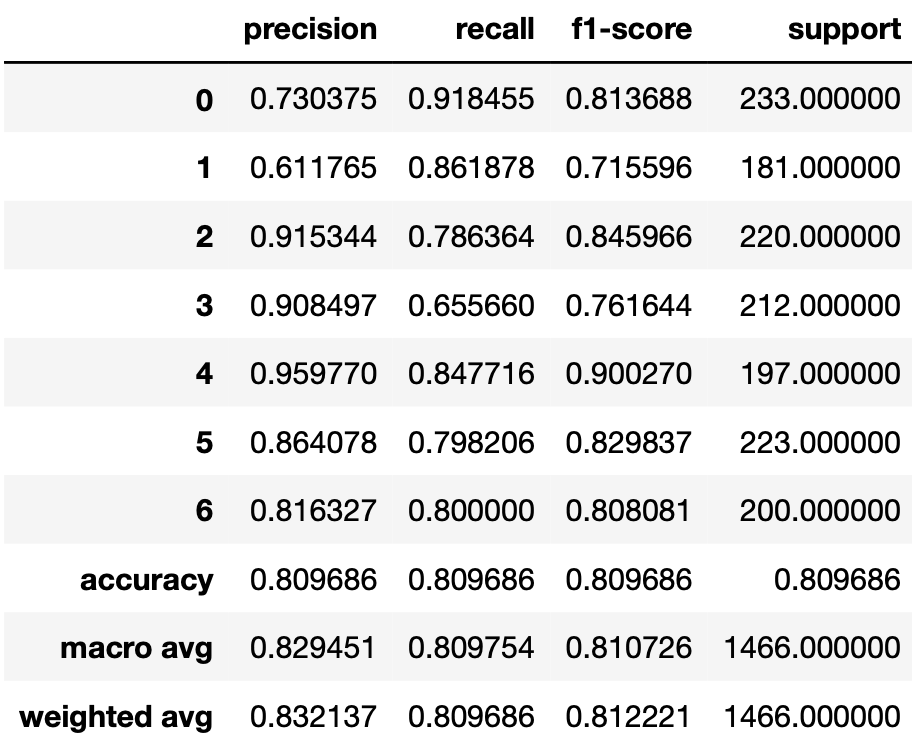 precision recall f1-score support
0 0.730375 0.918455 0.813688 233.000000
1 0.611765 0.861878 0.715596 181.000000
2 0.915344 0.786364 0.845966 220.000000
3 0.908497 0.655660 0.761644 212.000000
4 0.959770 0.847716 0.900270 197.000000
5 0.864078 0.798206 0.829837 223.000000
6 0.816327 0.800000 0.808081 200.000000
accuracy 0.809686 0.809686 0.809686 0.809686
macro avg 0.829451 0.809754 0.810726 1466.000000
weighted avg 0.832137 0.809686 0.812221 1466.000000